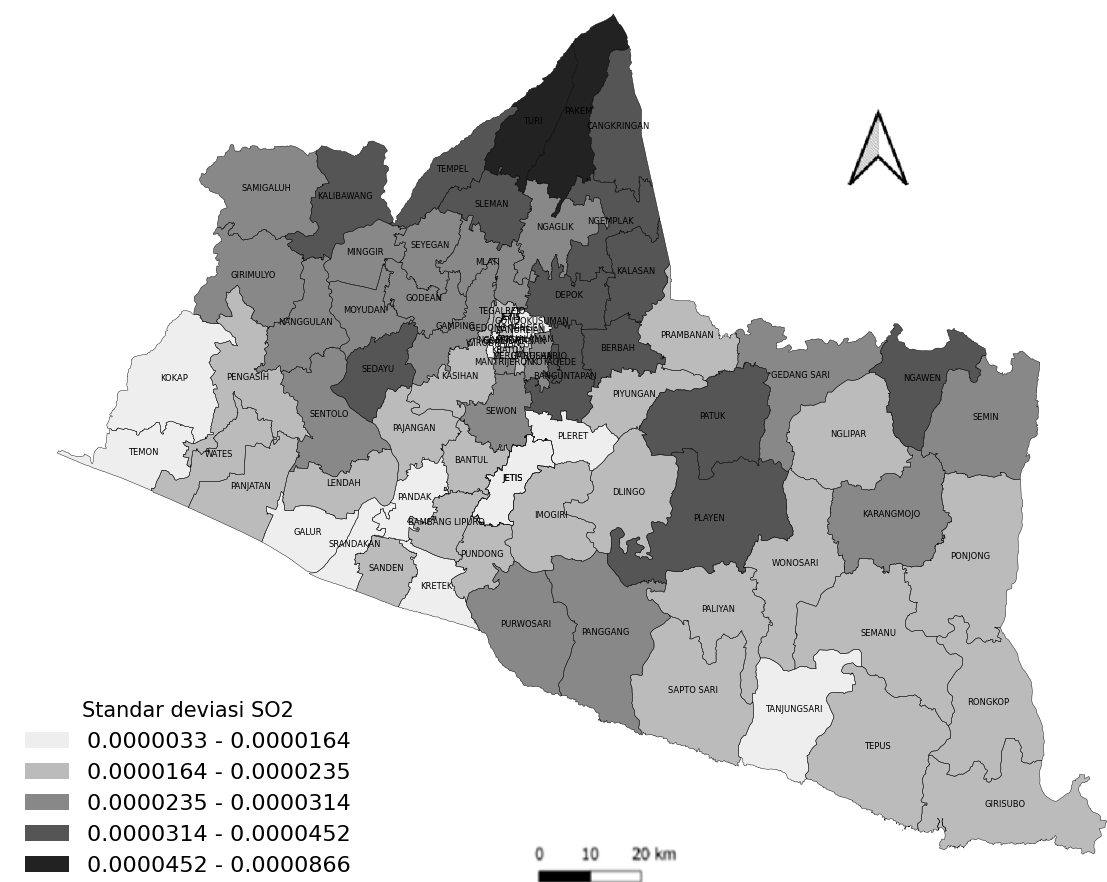 PAKEM
TURI
CANGKRINGAN
TEMPEL
SAMIGALUH
KALIBAWANG
SLEMAN
NGEMPLAK
NGAGLIK
SEYEGAN
MINGGIR
MLATI
KALASAN
GIRIMULYO
DEPOK
GODEAN
MOYUDAN
TEGALREJO
JETIS
GONDOKUSUMAN
NANGGULAN
GAMPING
PRAMBANAN
BERBAH
KRATON
MANTRIJERON
KOTAGEDE
SEDAYU
KOKAP
PENGASIH
KASIHAN
BANGUNTAPAN
GEDANG SARI
NGAWEN
PIYUNGAN
SENTOLO
SEWON
PATUK
SEMIN
PAJANGAN
PLERET
NGLIPAR
TEMON
WATES
BANTUL
JETIS
LENDAH
PANJATAN
DLINGO
PANDAK
IMOGIRI
PLAYEN
KARANGMOJO
BAMBANG LIPURO
GALUR
SRANDAKAN
PUNDONG
PONJONG
SANDEN
WONOSARI
KRETEK
PALIYAN
PURWOSARI
PANGGANG
SEMANU
SAPTO SARI
RONGKOP
TANJUNGSARI
TEPUS
GIRISUBO
Standar deviasi SO2
0.0000033 - 0.0000164
0.0000164 - 0.0000235
0.0000235 - 0.0000314
0.0000314 - 0.0000452
0.0000452 - 0.0000866
0 10 20 km